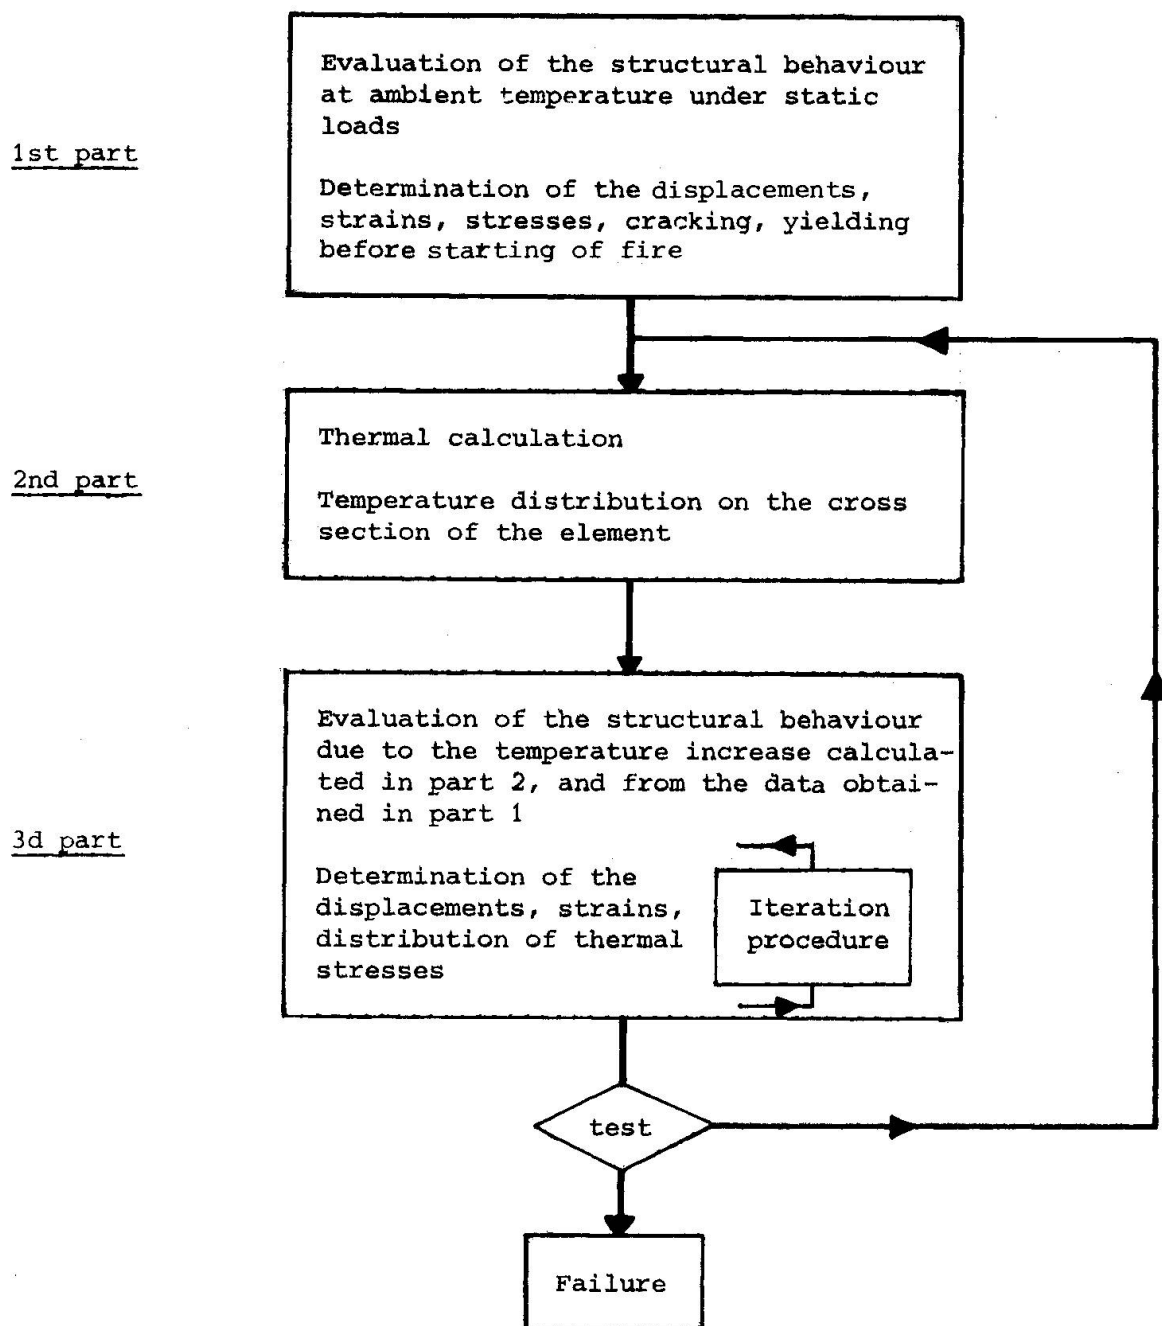 1st part
Evaluation of the structural behaviour
at ambient temperature under static
loads
Determination of the displacements,
strains, stresses, cracking, yielding
before starting of fire
2nd part
Thermal calculation
Temperature distribution on the cross
section of the element
3d part
Evaluation of the structural behaviour
due to the temperature increase calcula-
ted in part 2, and from the data obtai-
ned in part 1
Determination of the
displacements, strains,
distribution of thermal
stresses
Iteration
procedure
test
Failure